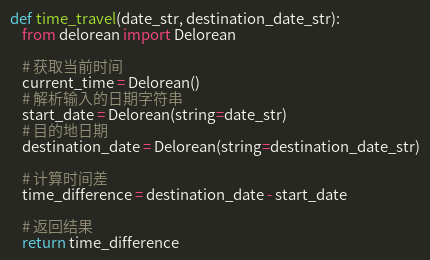 def time_travel(date_str, destination_date_str):
from delorean import Delorean
# 获取当前时间
current_time = Delorean()
# 解析输入的日期字符串
start_date = Delorean(string=date_str)
# 目的地日期
destination_date = Delorean(string=destination_date_str)
# 计算时间差
time_difference = destination_date - start_date
# 返回结果
return time_difference